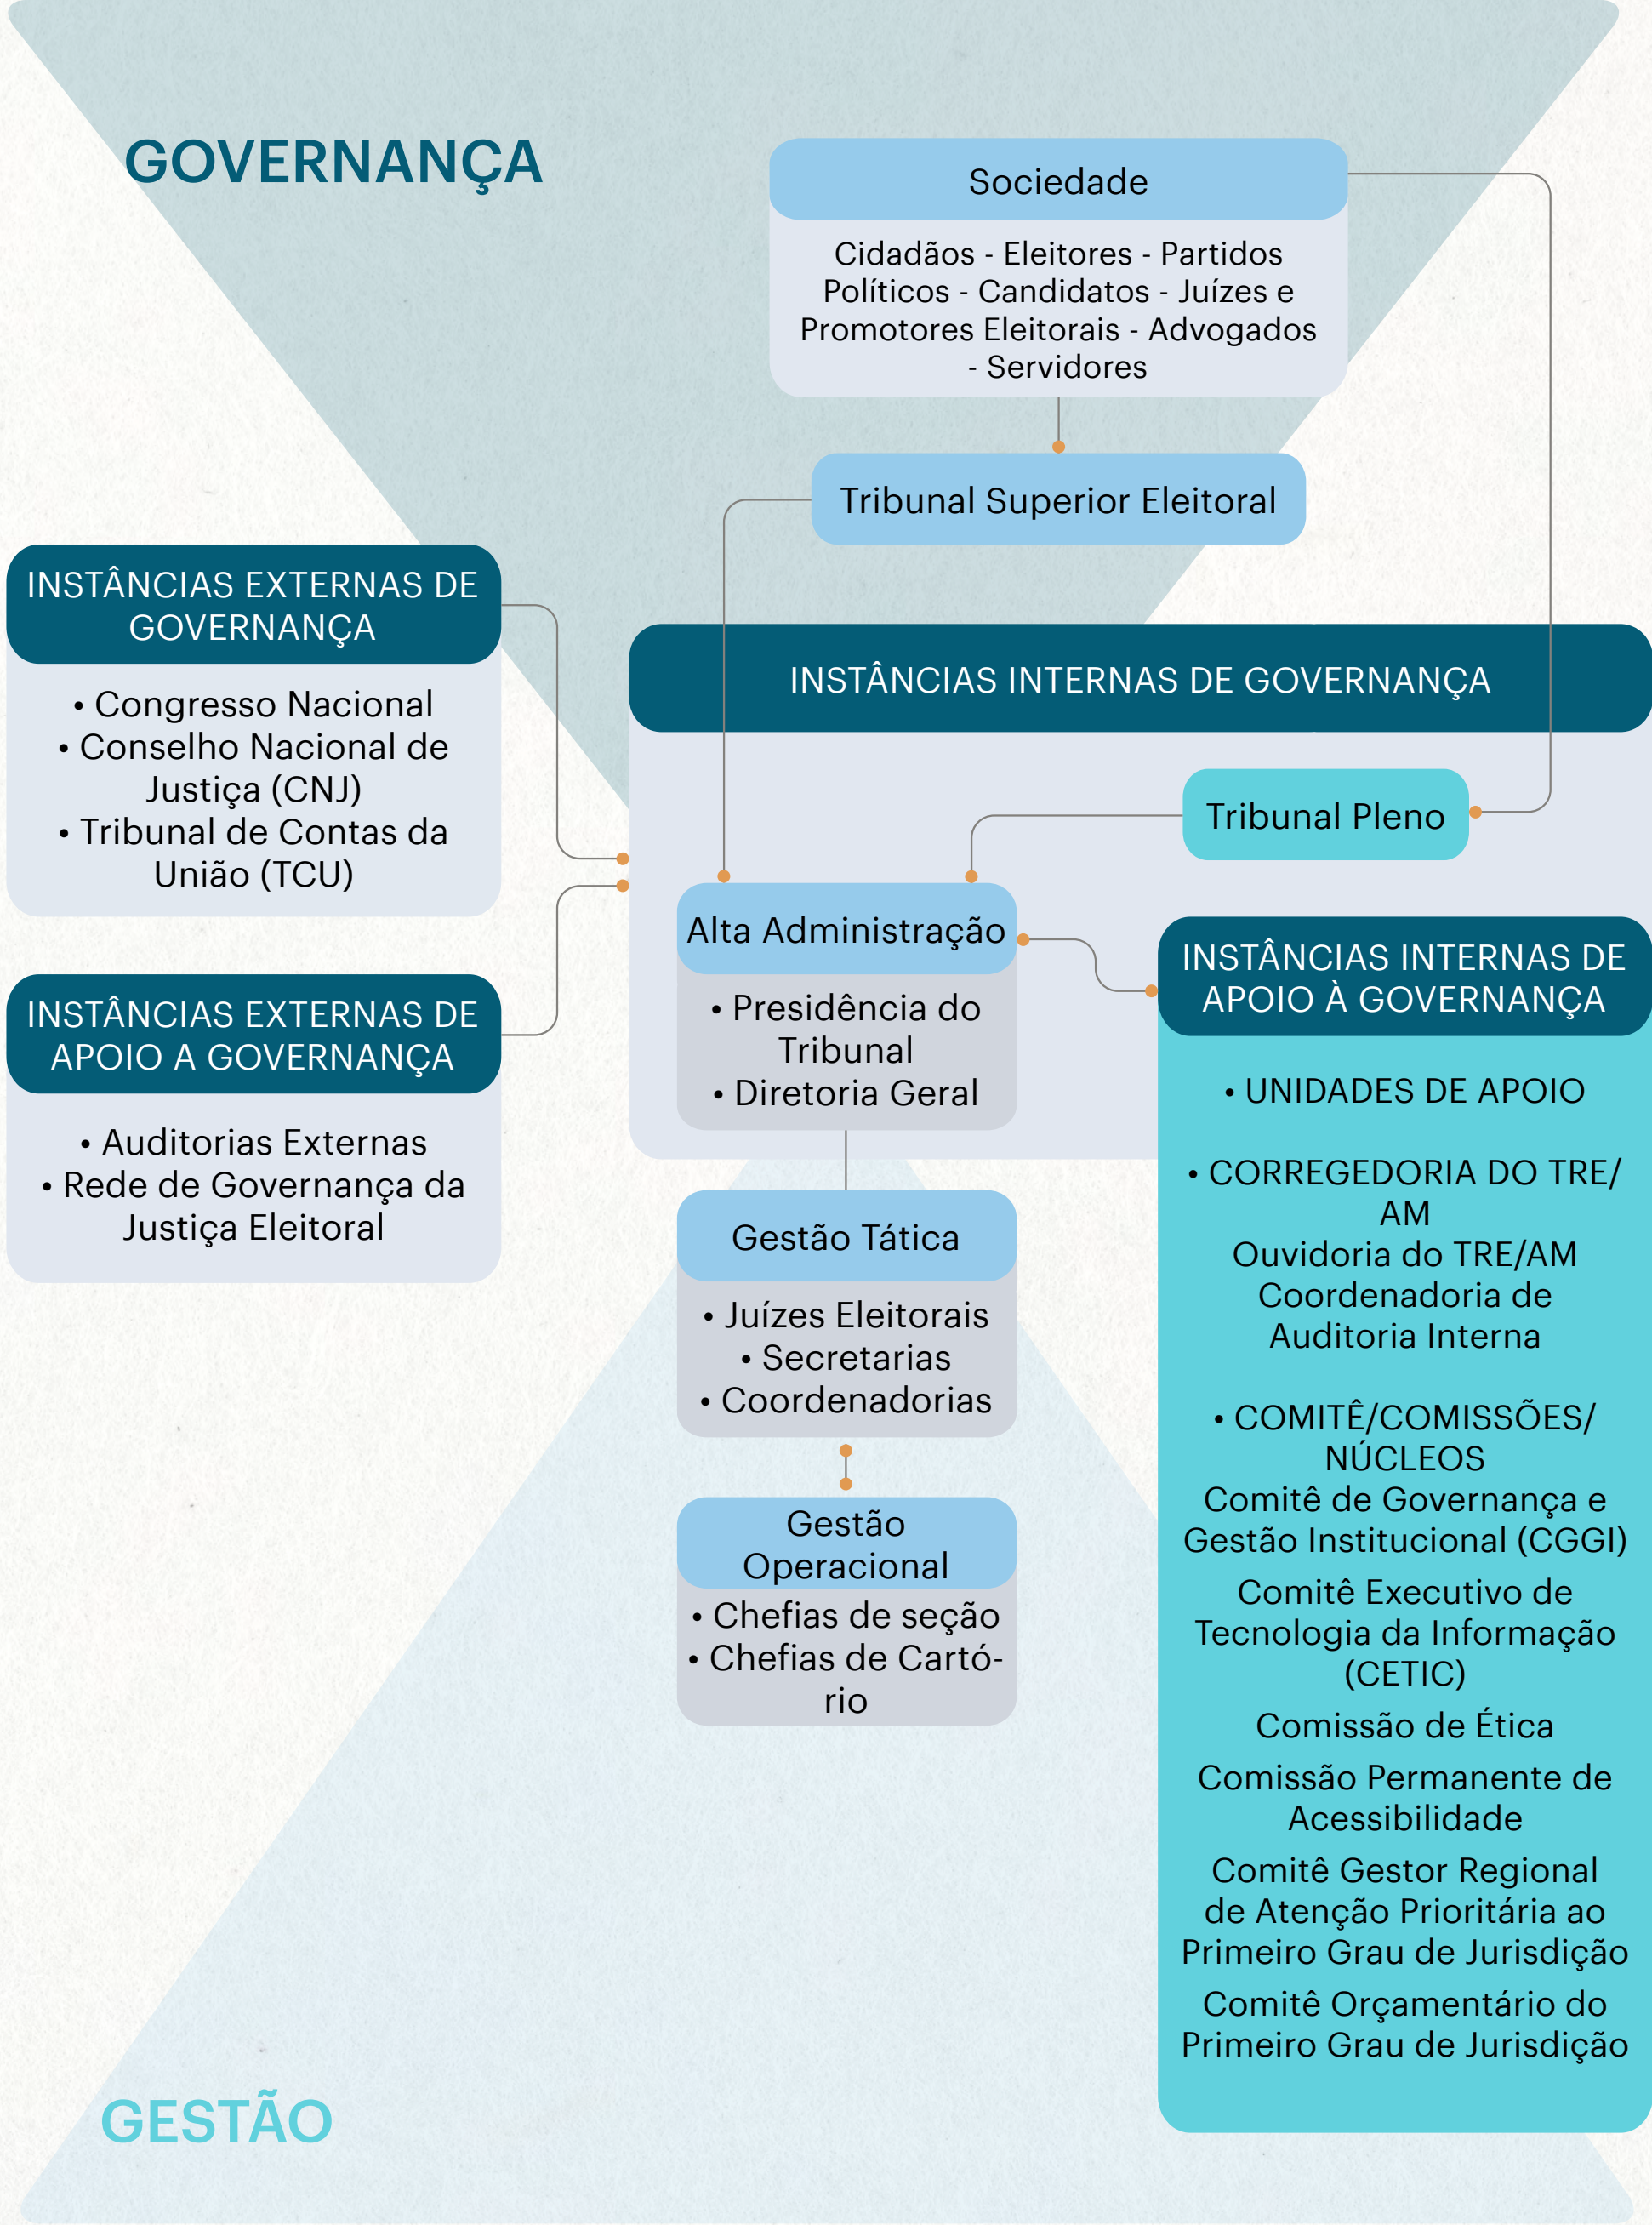 GOVERNANÇA
Sociedade
Cidadãos - Eleitores - Partidos
Políticos - Candidatos - Juízes e
Promotores Eleitorais - Advogados
- Servidores
Tribunal Superior Eleitoral
INSTÂNCIAS EXTERNAS DE
GOVERNANÇA
• Congresso Nacional
• Conselho Nacional de
Justiça (CNJ)
• Tribunal de Contas da
União (TCU)
INSTÂNCIAS EXTERNAS DE
APOIO A GOVERNANÇA
• Auditorias Externas
• Rede de Governança da
Justiça Eleitoral
INSTÂNCIAS INTERNAS DE GOVERNANÇA
Tribunal Pleno
Alta Administração
• Presidência do
Tribunal
• Diretoria Geral
Gestão Tática
• Juízes Eleitorais
• Secretarias
• Coordenadorias
Gestão
Operacional
• Chefias de seção
• Chefias de Cartó-
rio
INSTÂNCIAS INTERNAS DE
APOIO À GOVERNANÇA
• UNIDADES DE APOIO
• CORREGEDORIA DO TRE/
AM
Ouvidoria do TRE/AM
Coordenadoria de
Auditoria Interna
• COMITÊ/COMISSÕES/
NÚCLEOS
Comitê de Governança e
Gestão Institucional (CGGI)
Comitê Executivo de
Tecnologia da Informação
(CETIC)
Comissão de Ética
Comissão Permanente de
Acessibilidade
Comitê Gestor Regional
de Atenção Prioritária ao
Primeiro Grau de Jurisdição
Comitê Orçamentário do
Primeiro Grau de Jurisdição
GESTÃO